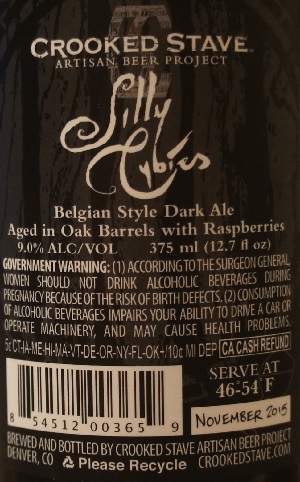 CROOKED STAVE
ARTISAN BEER PROJECT
Silly
Cybies
Belgian Style Dark Ale
Aged in Oak Barrels with Raspberries
9.0% ALC/VOL 375 ml (12.7 fl oz)
GOVERNMENT WARNING: (1) ACCORDING TO THE SURGEON GENERAL,
WOMEN SHOULD NOT DRINK ALCOHOLIC BEVERAGES DURING
PREGNANCY BECAUSE OF THE RISK OF BIRTH DEFECTS. (2) CONSUMPTION
OF ALCOHOLIC BEVERAGES IMPAIRS YOUR ABILITY TO DRIVE A CAR OR
OPERATE MACHINERY, AND MAY CAUSE HEALTH PROBLEMS.
5¢ CT-IA-ME-HI-MA-VT-DE-OR-NY-FL-OK+/10¢ MI DEP CA CASH REFUND
SERVE AT
46-54°F
NOVEMBER 2015
8 54512 00365 9
BREWED AND BOTTLED BY CROOKED STAVE ARTISAN BEER PROJECT
DENVER, CO Please Recycle CROOKEDSTAVE.COM